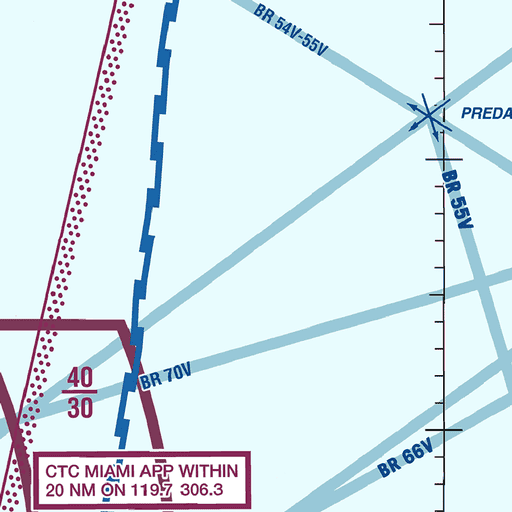 BR 54V-55V
PREDA
BR 55V
BR 70V
40
30
BR 66V
CTC MIAMI APP WITHIN
20 NM ON 119.7 306.3